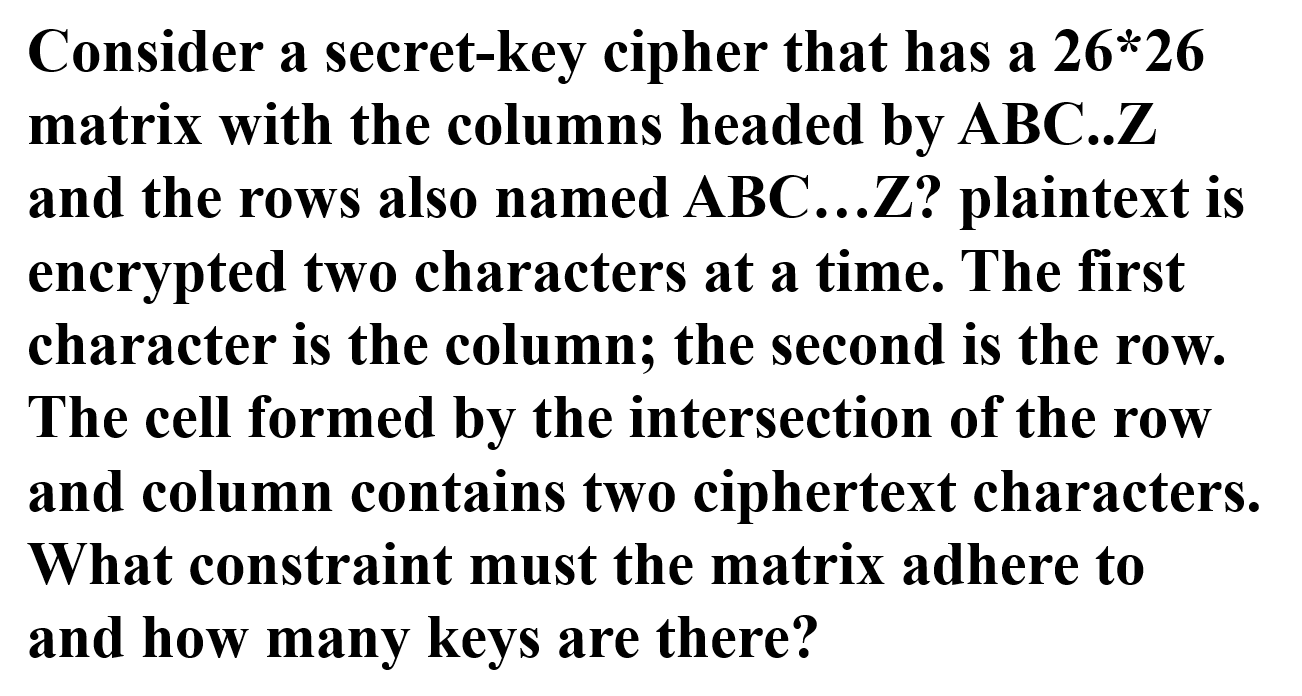 Consider a secret-key cipher that has a 26*26
matrix with the columns headed by ABC..Z
and the rows also named ABC…Z? plaintext is
encrypted two characters at a time. The first
character is the column; the second is the row.
The cell formed by the intersection of the row
and column contains two ciphertext characters.
What constraint must the matrix adhere to
and how many keys are there?